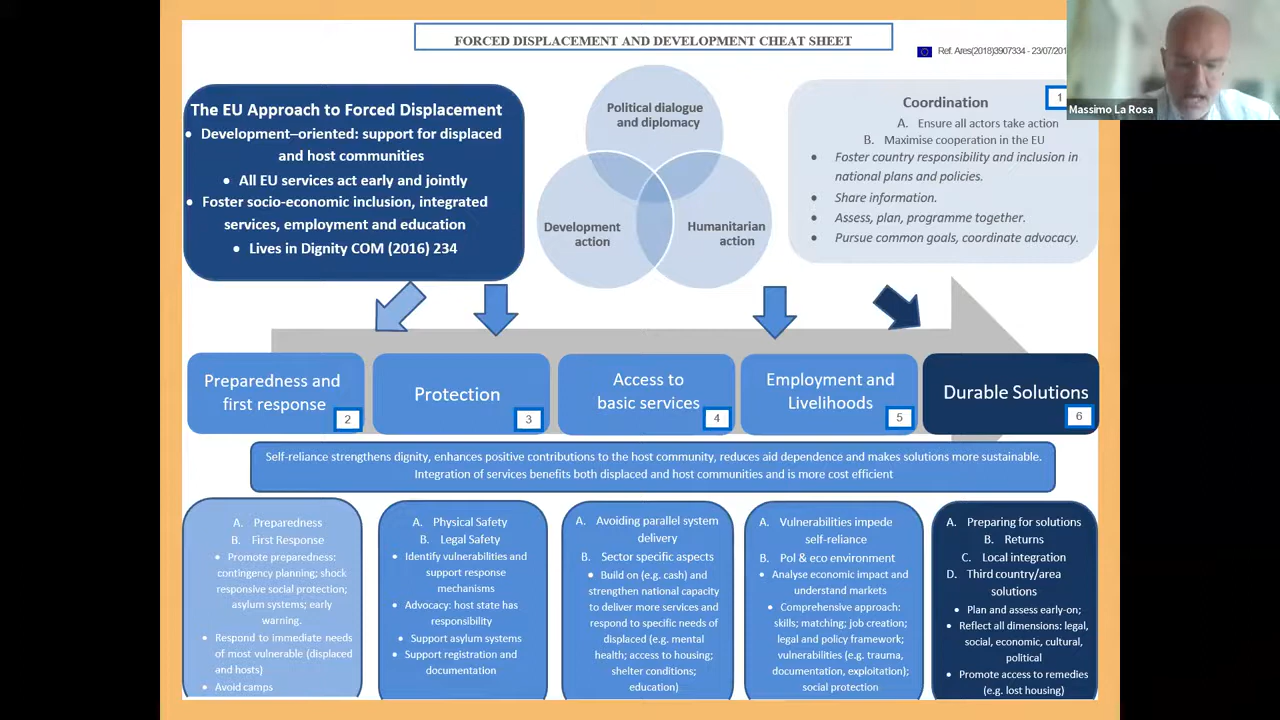 FORCED DISPLACEMENT AND DEVELOPMENT CHEAT SHEET
Ref. Ares(2018)3907334 - 23/07/201
Massimo La Rosa
The EU Approach to Forced Displacement
• Development–oriented: support for displaced
and host communities
• All EU services act early and jointly
• Foster socio-economic inclusion, integrated
services, employment and education
• Lives in Dignity COM (2016) 234
Political dialogue
and diplomacy
Development
action
Humanitarian
action
Coordination
1
A. Ensure all actors take action
B. Maximise cooperation in the EU
• Foster country responsibility and inclusion in
national plans and policies.
• Share information.
• Assess, plan, programme together.
• Pursue common goals, coordinate advocacy.
Preparedness and
first response
2
Protection
3
Access to
basic services
4
Employment and
Livelihoods
5
Durable Solutions
6
Self-reliance strengthens dignity, enhances positive contributions to the host community, reduces aid dependence and makes solutions more sustainable.
Integration of services benefits both displaced and host communities and is more cost efficient
A. Preparedness
B. First Response
• Promote preparedness:
contingency planning; shock
responsive social protection;
asylum systems; early
warning.
• Respond to immediate needs
of most vulnerable (displaced
and hosts)
• Avoid camps
A. Physical Safety
B. Legal Safety
• Identify vulnerabilities and
support response
mechanisms
• Advocacy: host state has
responsibility
• Support asylum systems
• Support registration and
documentation
A. Avoiding parallel system
delivery
B. Sector specific aspects
• Build on (e.g. cash) and
strengthen national capacity
to deliver more services and
respond to specific needs of
displaced (e.g. mental
health; access to housing;
shelter conditions;
education)
A. Vulnerabilities impede
self-reliance
B. Pol & eco environment
• Analyse economic impact and
understand markets
• Comprehensive approach:
skills; matching; job creation;
legal and policy framework;
vulnerabilities (e.g. trauma,
documentation, exploitation);
social protection
A. Preparing for solutions
B. Returns
C. Local integration
D. Third country/area
solutions
• Plan and assess early-on;
• Reflect all dimensions: legal,
social, economic, cultural,
political
• Promote access to remedies
(e.g. lost housing)